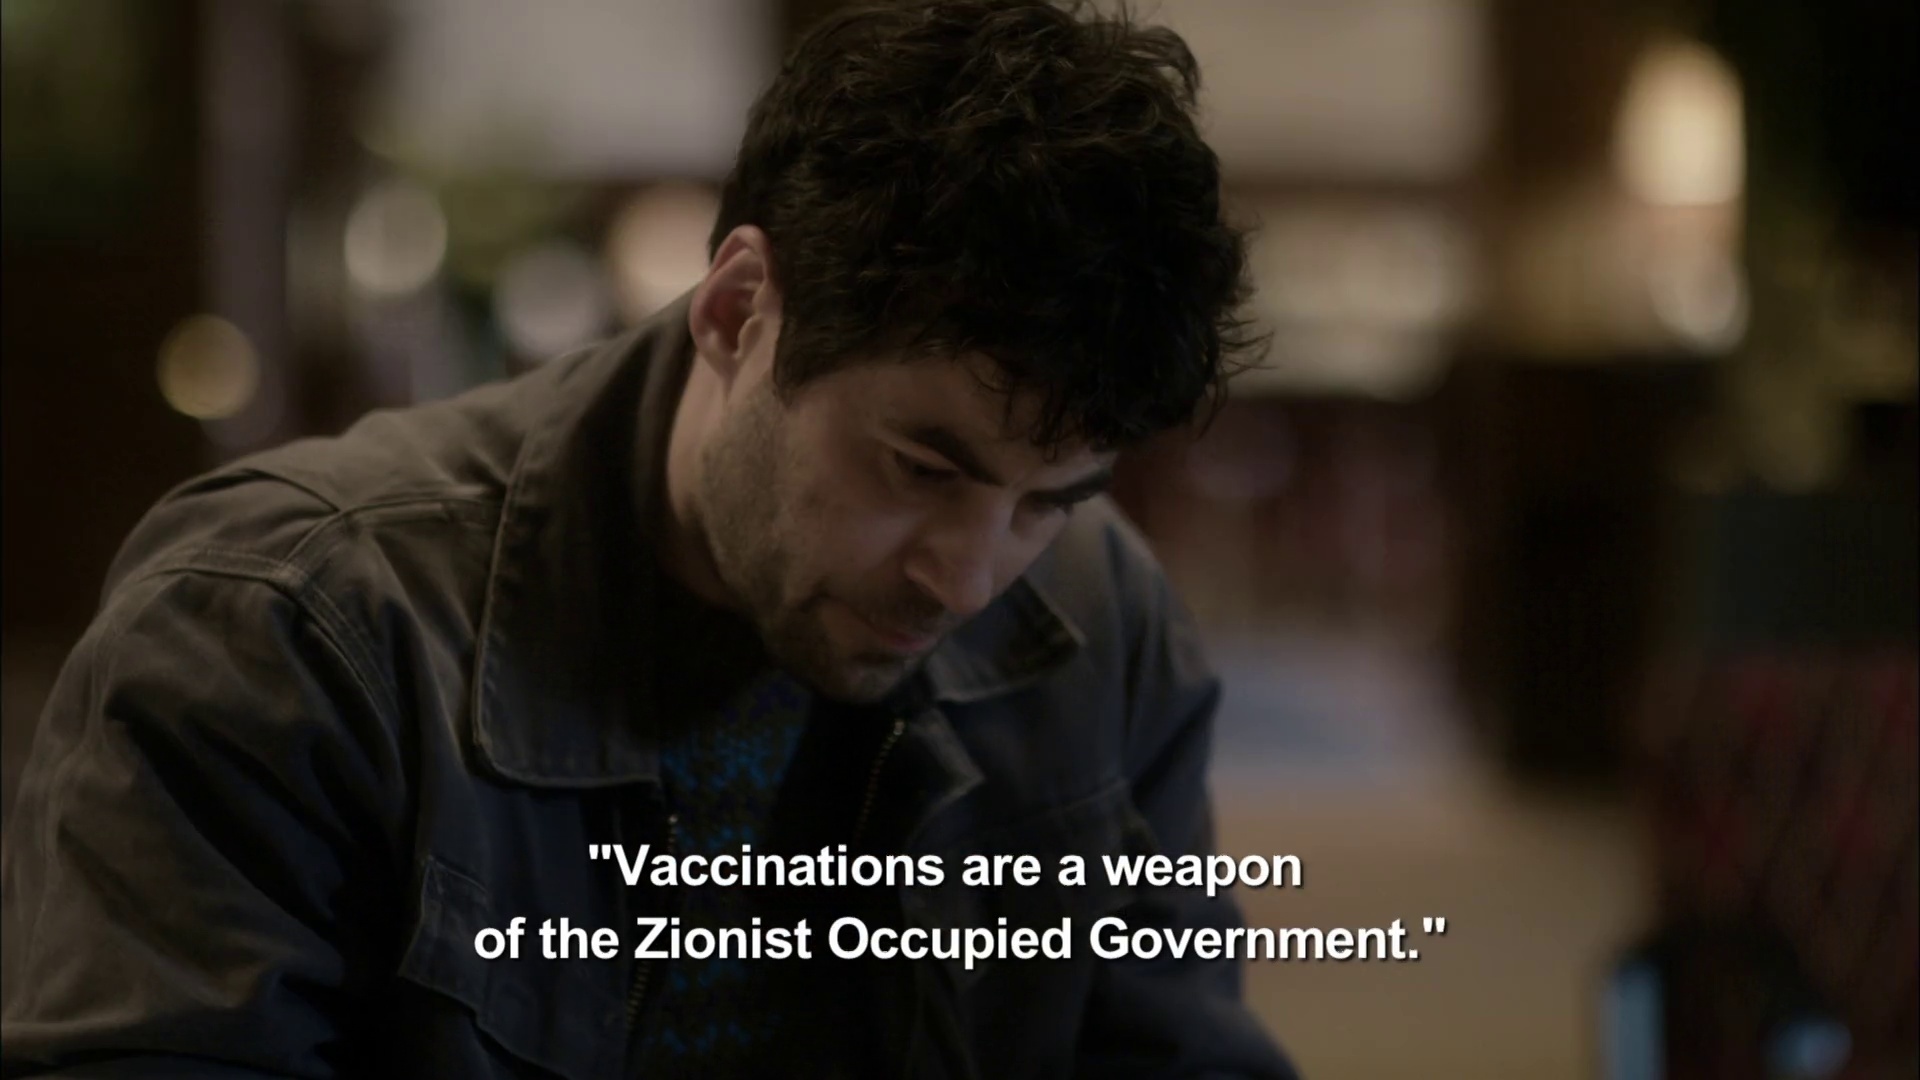 "Vaccinations are a weapon
of the Zionist Occupied Government."